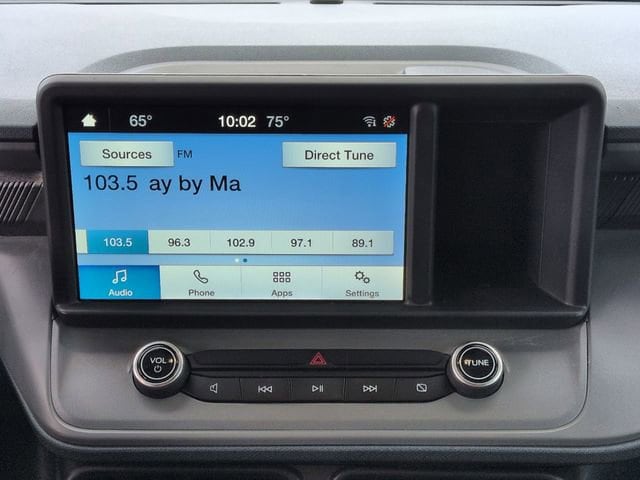 65° 10:02 75°
Sources FM Direct Tune
103.5 ay by Ma
103.5 96.3 102.9 97.1 89.1
Audio Phone Apps Settings
VOL TUNE